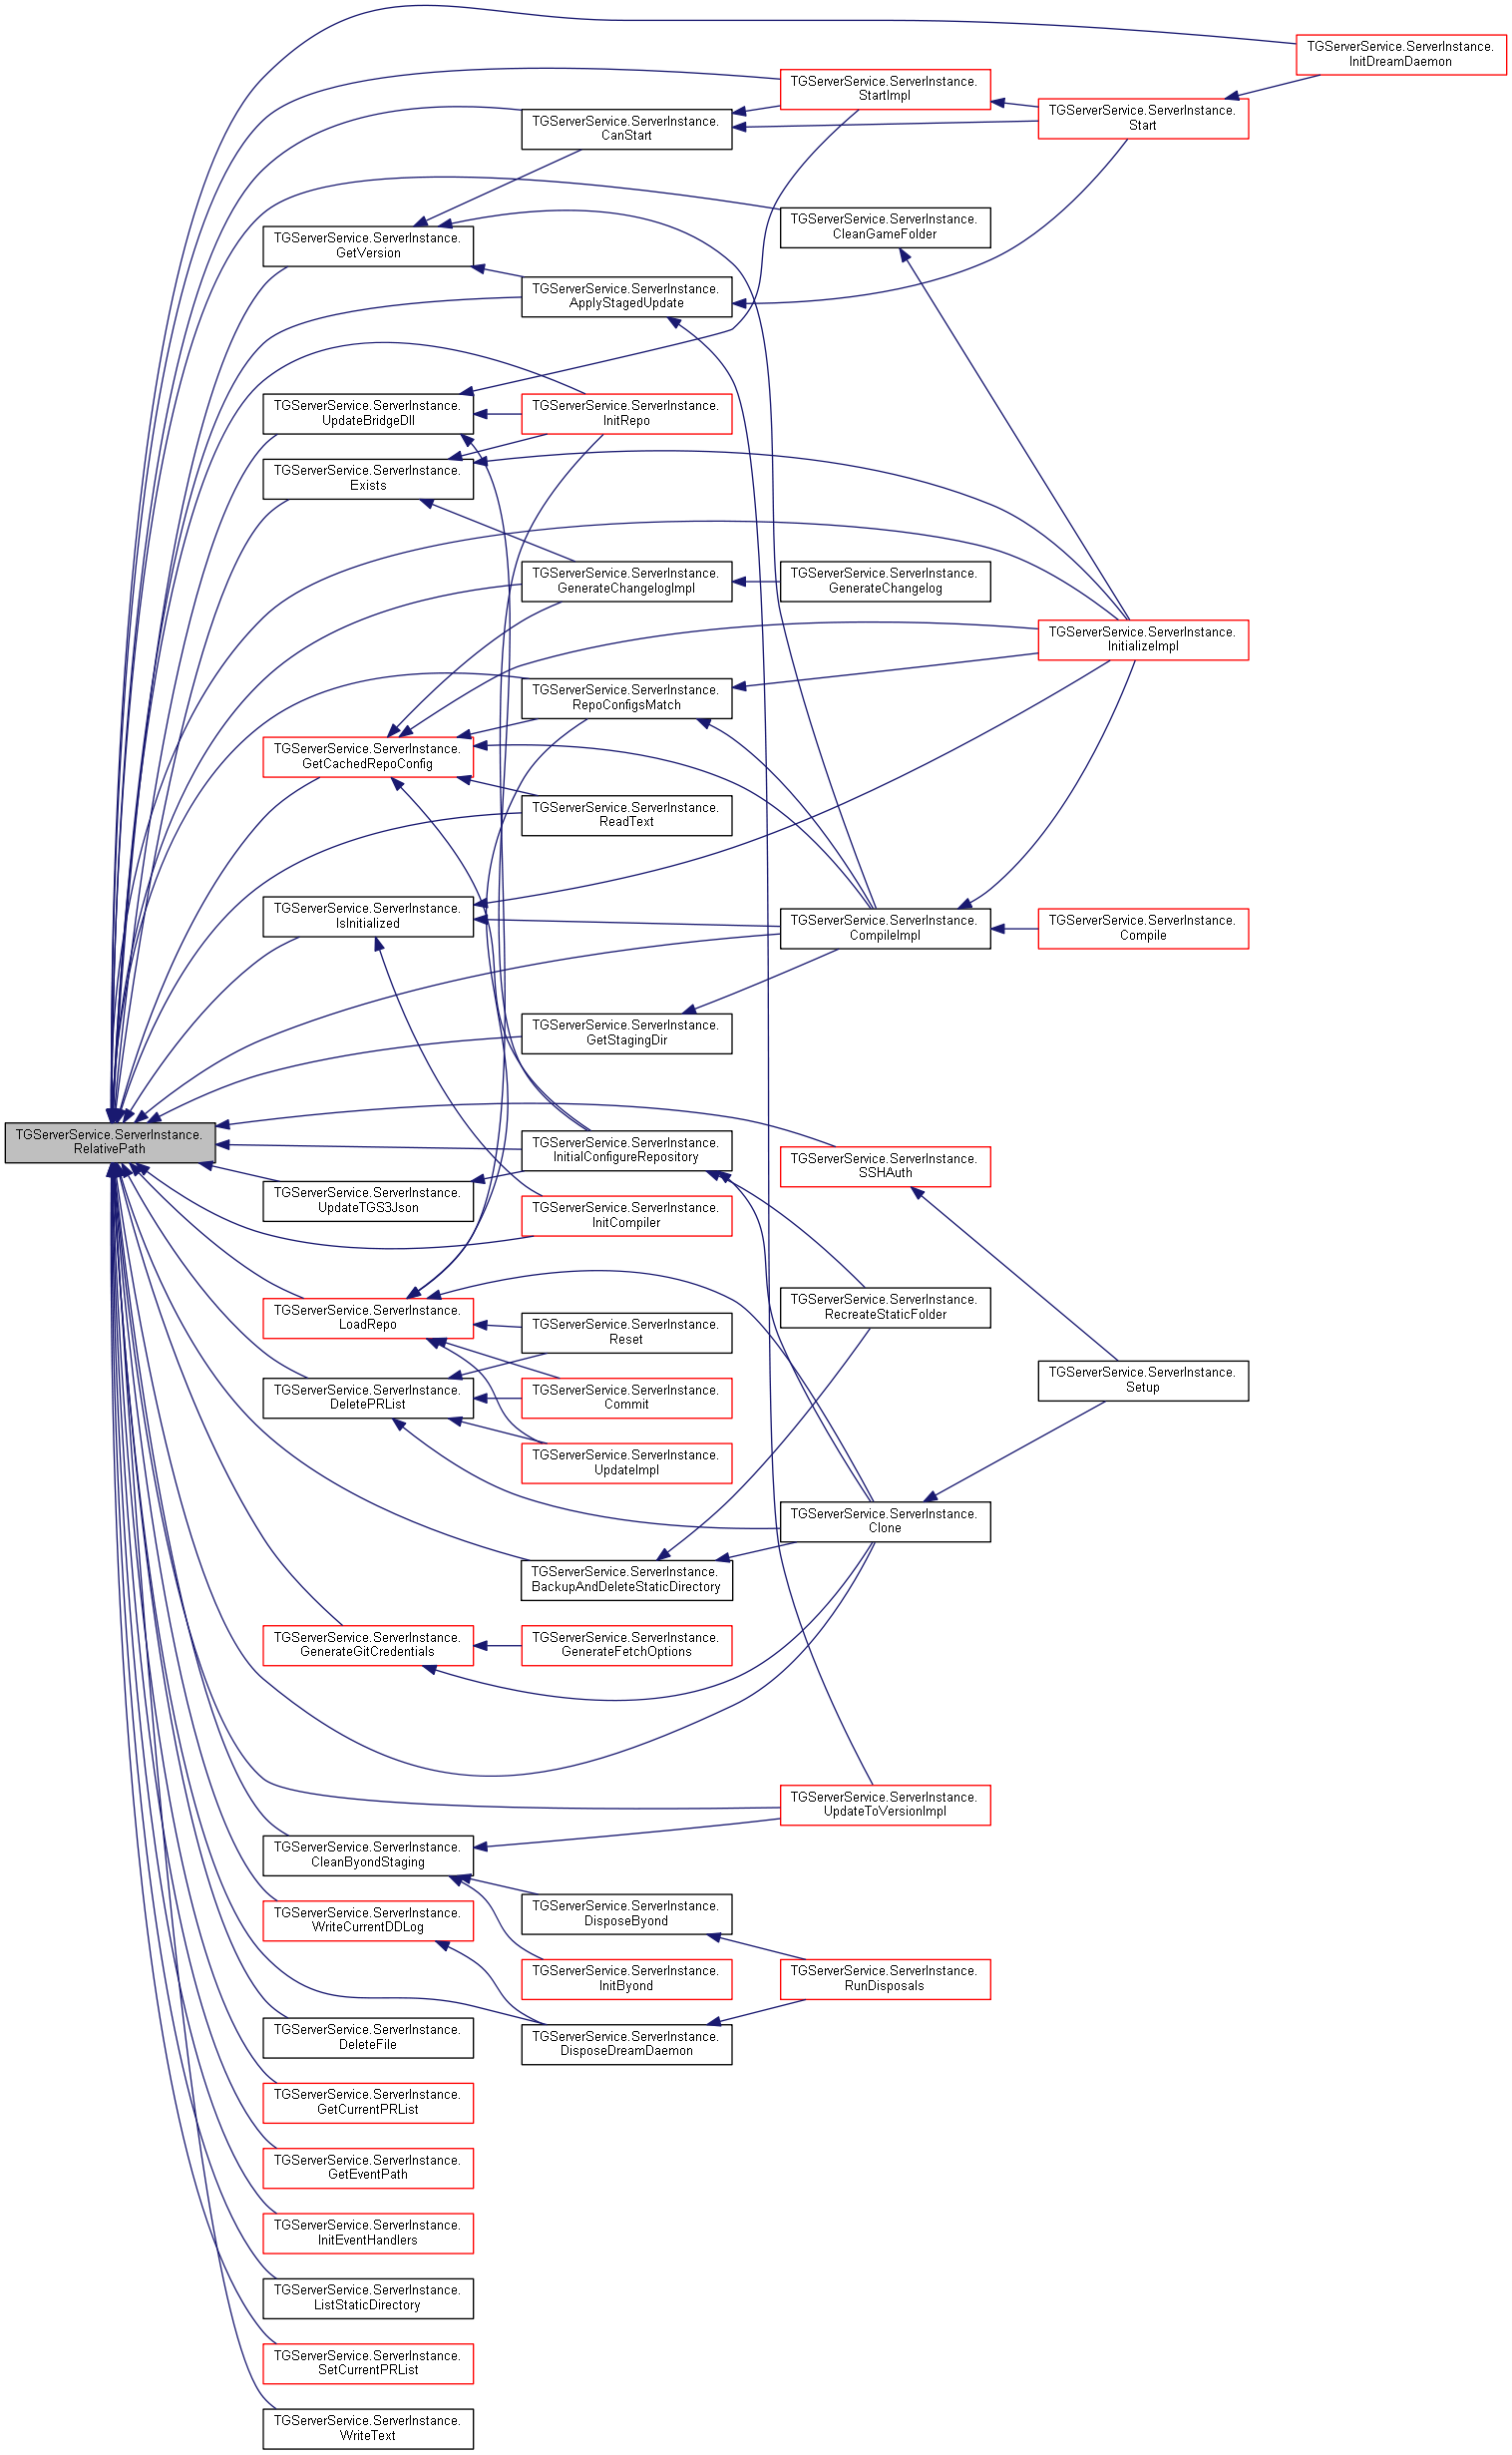 TGServerService.ServerInstance.
InitDreamDaemon
TGServerService.ServerInstance.
StartImpl
TGServerService.ServerInstance.
Start
TGServerService.ServerInstance.
CanStart
TGServerService.ServerInstance.
CleanGameFolder
TGServerService.ServerInstance.
GetVersion
TGServerService.ServerInstance.
ApplyStagedUpdate
TGServerService.ServerInstance.
UpdateBridgeDll
TGServerService.ServerInstance.
InitRepo
TGServerService.ServerInstance.
Exists
TGServerService.ServerInstance.
GenerateChangelogImpl
TGServerService.ServerInstance.
GenerateChangelog
TGServerService.ServerInstance.
InitializeImpl
TGServerService.ServerInstance.
RepoConfigsMatch
TGServerService.ServerInstance.
GetCachedRepoConfig
TGServerService.ServerInstance.
ReadText
TGServerService.ServerInstance.
IsInitialized
TGServerService.ServerInstance.
CompileImpl
TGServerService.ServerInstance.
Compile
TGServerService.ServerInstance.
GetStagingDir
TGServerService.ServerInstance.
RelativePath
TGServerService.ServerInstance.
InitialConfigureRepository
TGServerService.ServerInstance.
SSHAuth
TGServerService.ServerInstance.
UpdateTGS3Json
TGServerService.ServerInstance.
InitCompiler
TGServerService.ServerInstance.
RecreateStaticFolder
TGServerService.ServerInstance.
LoadRepo
TGServerService.ServerInstance.
Reset
TGServerService.ServerInstance.
Setup
TGServerService.ServerInstance.
DeletePRList
TGServerService.ServerInstance.
Commit
TGServerService.ServerInstance.
UpdateImpl
TGServerService.ServerInstance.
Clone
TGServerService.ServerInstance.
BackupAndDeleteStaticDirectory
TGServerService.ServerInstance.
GenerateGitCredentials
TGServerService.ServerInstance.
GenerateFetchOptions
TGServerService.ServerInstance.
UpdateToVersionImpl
TGServerService.ServerInstance.
CleanByondStaging
TGServerService.ServerInstance.
DisposeByond
TGServerService.ServerInstance.
WriteCurrentDDLog
TGServerService.ServerInstance.
InitByond
TGServerService.ServerInstance.
RunDisposals
TGServerService.ServerInstance.
DeleteFile
TGServerService.ServerInstance.
DisposeDreamDaemon
TGServerService.ServerInstance.
GetCurrentPRList
TGServerService.ServerInstance.
GetEventPath
TGServerService.ServerInstance.
InitEventHandlers
TGServerService.ServerInstance.
ListStaticDirectory
TGServerService.ServerInstance.
SetCurrentPRList
TGServerService.ServerInstance.
WriteText